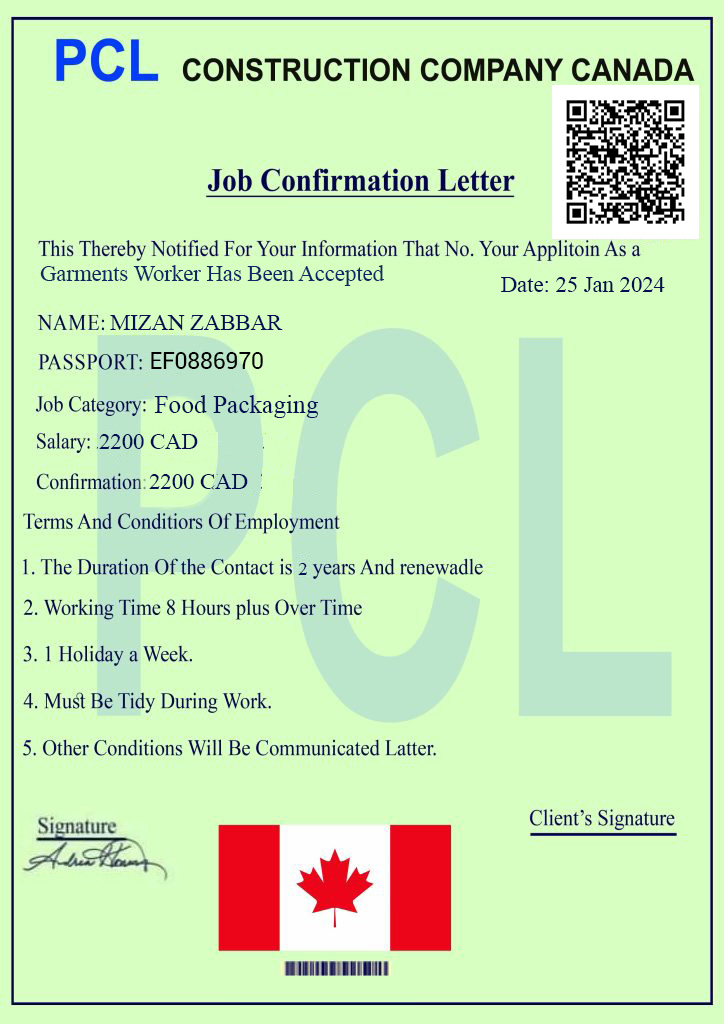 PCL CONSTRUCTION COMPANY CANADA
Job Confirmation Letter
This Thereby Notified For Your Information That No. Your Applitoin As a
Garments Worker Has Been Accepted
Date: 25 Jan 2024
NAME: MIZAN ZABBAR
PASSPORT: EF0886970
Job Category: Food Packaging
Salary: 2200 CAD
Confirmation: 2200 CAD
Terms And Conditiors Of Employment
1. The Duration Of the Contact is 2 years And renewadle
2. Working Time 8 Hours plus Over Time
3. 1 Holiday a Week.
4. Must Be Tidy During Work.
5. Other Conditions Will Be Communicated Latter.
PCL
Signature
Client's Signature